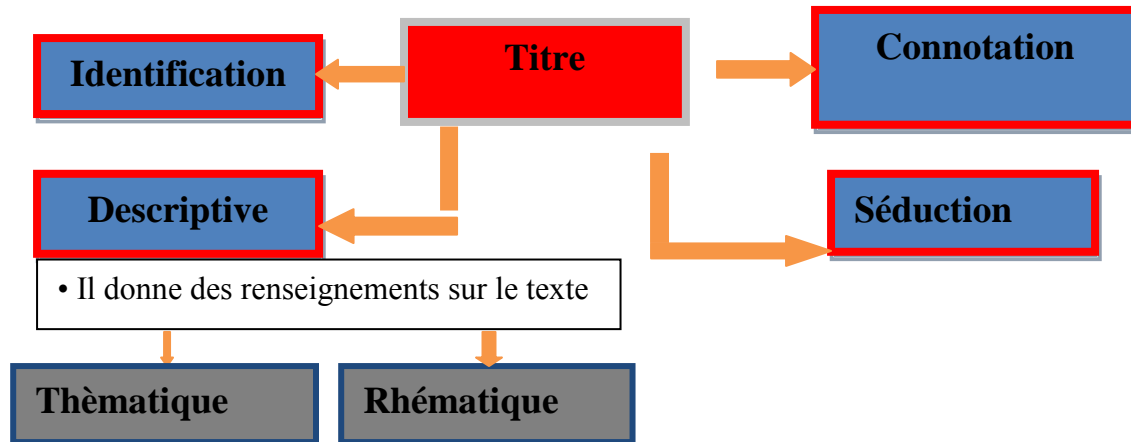 Titre
Connotation
Identification
Descriptive
Séduction
• Il donne des renseignements sur le texte
Thèmatique
Rhématique